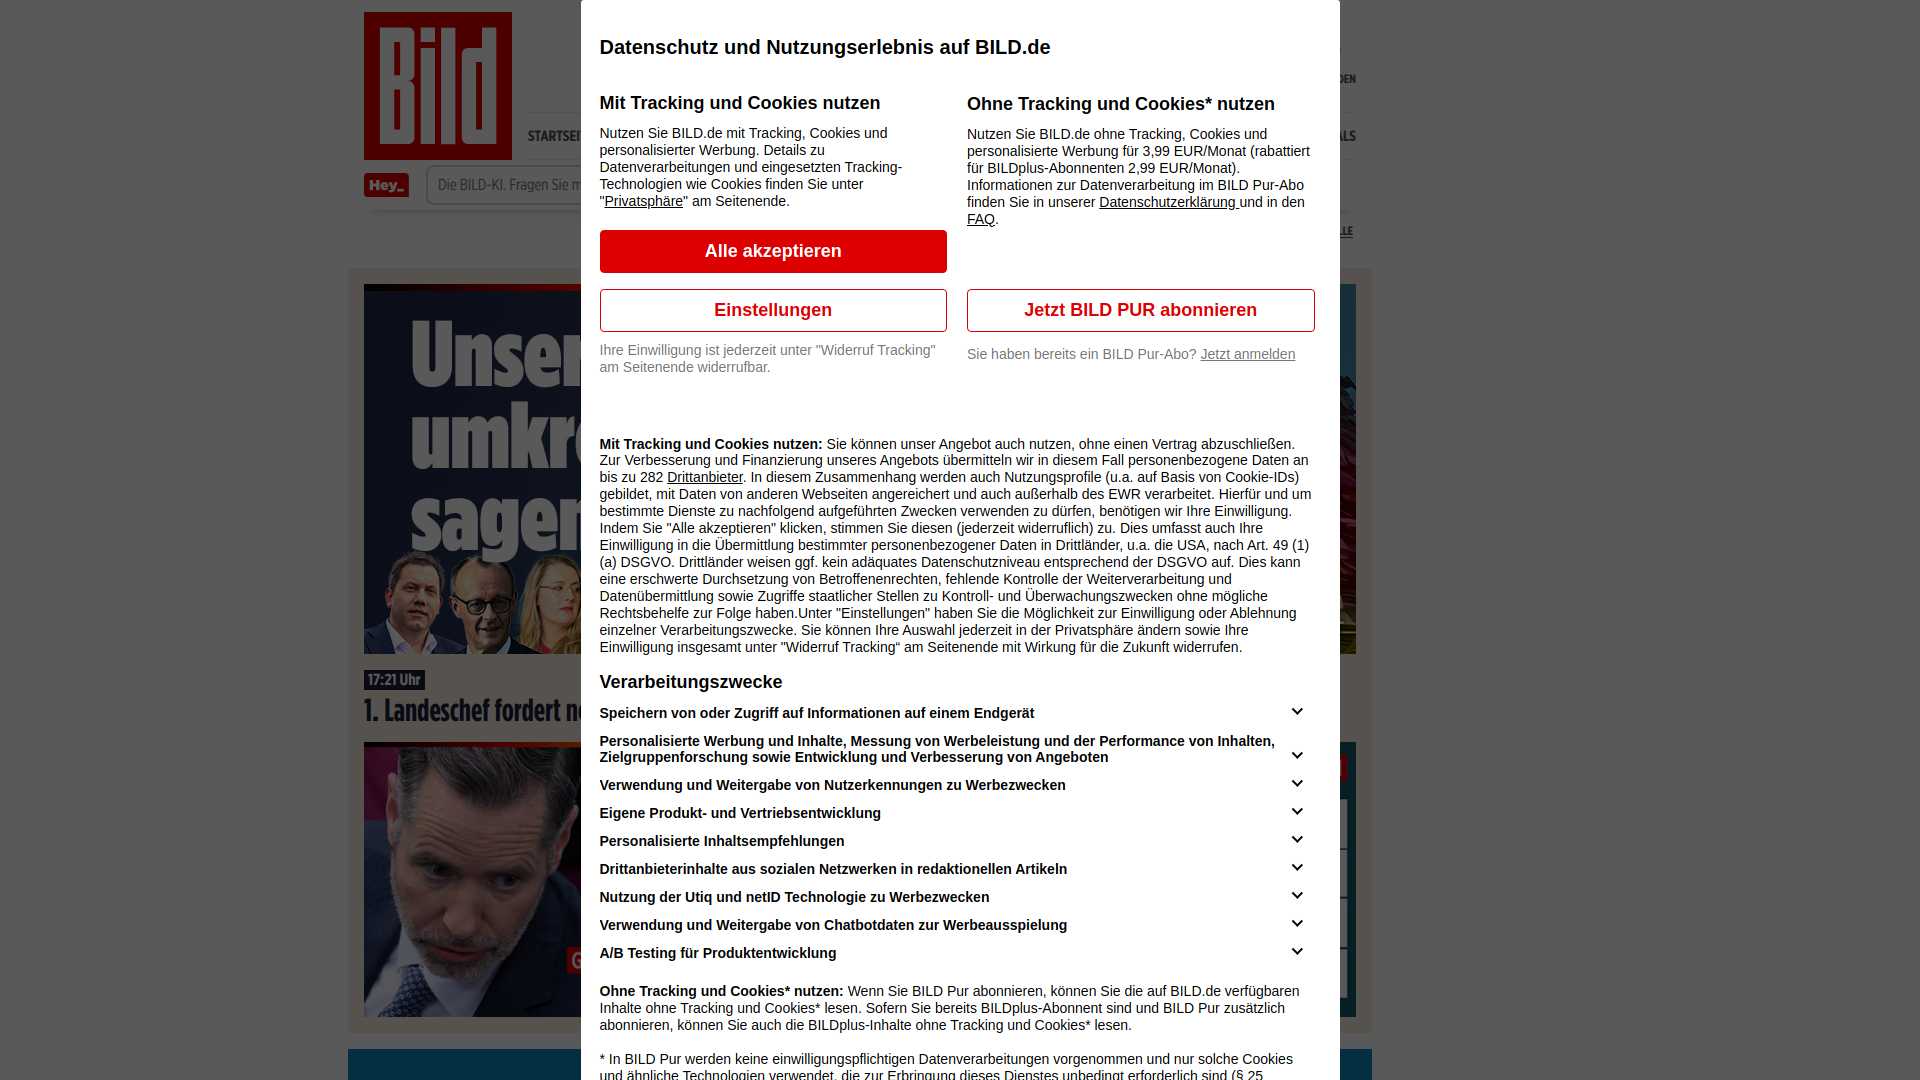 Bild
DEN
STARTSEI
ALS
Hey_
Die BILD-KI. Fragen Sie m
LLE
Unser
umkr
sagen
17:21 Uhr
1. Landeschef fordert ne
G
Datenschutz und Nutzungserlebnis auf BILD.de
Mit Tracking und Cookies nutzen
Nutzen Sie BILD.de mit Tracking, Cookies und
personalisierter Werbung. Details zu
Datenverarbeitungen und eingesetzten Tracking-
Technologien wie Cookies finden Sie unter
"Privatsphäre" am Seitenende.
Alle akzeptieren
Einstellungen
Ihre Einwilligung ist jederzeit unter "Widerruf Tracking"
am Seitenende widerrufbar.
Ohne Tracking und Cookies* nutzen
Nutzen Sie BILD.de ohne Tracking, Cookies und
personalisierte Werbung für 3,99 EUR/Monat (rabattiert
für BILDplus-Abonnenten 2,99 EUR/Monat).
Informationen zur Datenverarbeitung im BILD Pur-Abo
finden Sie in unserer Datenschutzerklärung und in den
FAQ.
Jetzt BILD PUR abonnieren
Sie haben bereits ein BILD Pur-Abo? Jetzt anmelden
Mit Tracking und Cookies nutzen: Sie können unser Angebot auch nutzen, ohne einen Vertrag abzuschließen.
Zur Verbesserung und Finanzierung unseres Angebots übermitteln wir in diesem Fall personenbezogene Daten an
bis zu 282 Drittanbieter. In diesem Zusammenhang werden auch Nutzungsprofile (u.a. auf Basis von Cookie-IDs)
gebildet, mit Daten von anderen Webseiten angereichert und auch außerhalb des EWR verarbeitet. Hierfür und um
bestimmte Dienste zu nachfolgend aufgeführten Zwecken verwenden zu dürfen, benötigen wir Ihre Einwilligung.
Indem Sie "Alle akzeptieren" klicken, stimmen Sie diesen (jederzeit widerruflich) zu. Dies umfasst auch Ihre
Einwilligung in die Übermittlung bestimmter personenbezogener Daten in Drittländer, u.a. die USA, nach Art. 49 (1)
(a) DSGVO. Drittländer weisen ggf. kein adäquates Datenschutzniveau entsprechend der DSGVO auf. Dies kann
eine erschwerte Durchsetzung von Betroffenenrechten, fehlende Kontrolle der Weiterverarbeitung und
Datenübermittlung sowie Zugriffe staatlicher Stellen zu Kontroll- und Überwachungszwecken ohne mögliche
Rechtsbehelfe zur Folge haben.Unter "Einstellungen" haben Sie die Möglichkeit zur Einwilligung oder Ablehnung
einzelner Verarbeitungszwecke. Sie können Ihre Auswahl jederzeit in der Privatsphäre ändern sowie Ihre
Einwilligung insgesamt unter "Widerruf Tracking“ am Seitenende mit Wirkung für die Zukunft widerrufen.
Verarbeitungszwecke
Speichern von oder Zugriff auf Informationen auf einem Endgerät
Personalisierte Werbung und Inhalte, Messung von Werbeleistung und der Performance von Inhalten,
Zielgruppenforschung sowie Entwicklung und Verbesserung von Angeboten
Verwendung und Weitergabe von Nutzerkennungen zu Werbezwecken
Eigene Produkt- und Vertriebsentwicklung
Personalisierte Inhaltsempfehlungen
Drittanbieterinhalte aus sozialen Netzwerken in redaktionellen Artikeln
Nutzung der Utiq und netID Technologie zu Werbezwecken
Verwendung und Weitergabe von Chatbotdaten zur Werbeausspielung
A/B Testing für Produktentwicklung
Ohne Tracking und Cookies* nutzen: Wenn Sie BILD Pur abonnieren, können Sie die auf BILD.de verfügbaren
Inhalte ohne Tracking und Cookies* lesen. Sofern Sie bereits BILDplus-Abonnent sind und BILD Pur zusätzlich
abonnieren, können Sie auch die BILDplus-Inhalte ohne Tracking und Cookies* lesen.
* In BILD Pur werden keine einwilligungspflichtigen Datenverarbeitungen vorgenommen und nur solche Cookies
und ähnliche Technologien verwendet, die zur Erbringung dieses Dienstes unbedingt erforderlich sind (§ 25